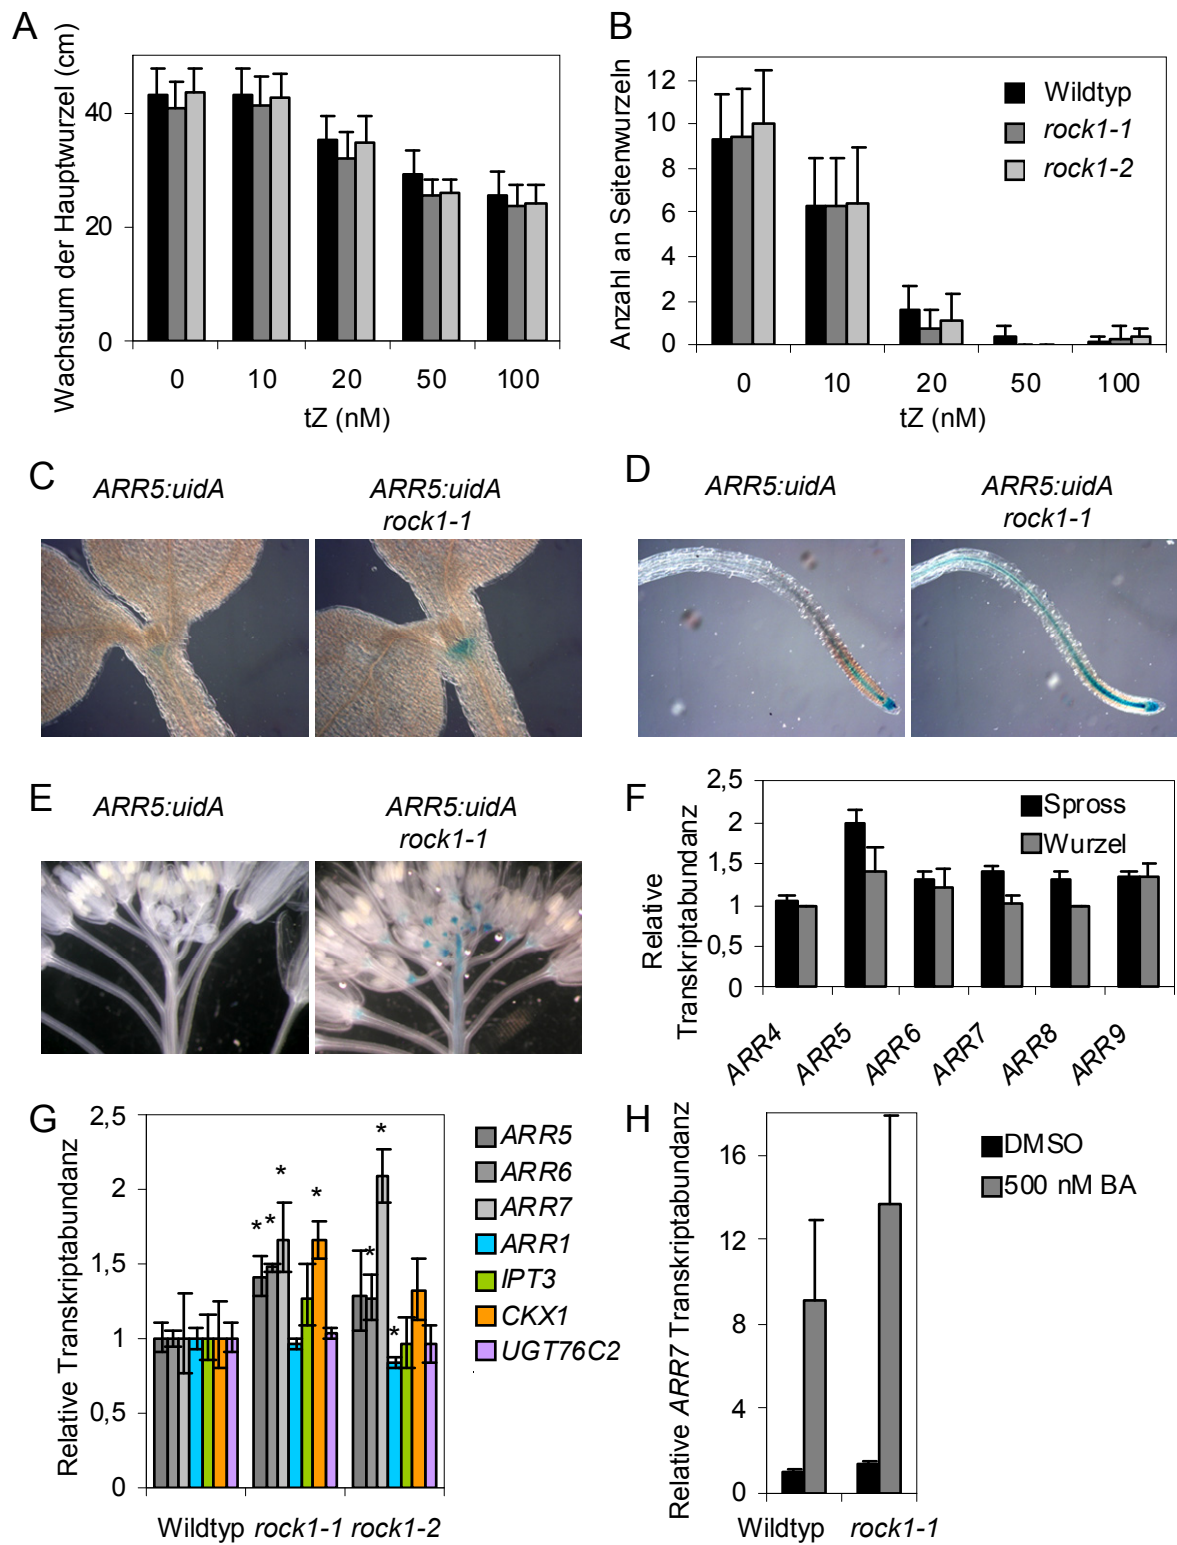 A
Wachstum der Hauptwurzel (cm)
40
20
0
0 10 20 50 100
tZ (nM)
B
Anzahl an Seitenwurzeln
12
10
8
6
4
2
0
0 10 20 50 100
tZ (nM)
Wildtyp
rock1-1
rock1-2
C
ARR5:uidA
ARR5:uidA
rock1-1
D
ARR5:uidA
ARR5:uidA
rock1-1
E
ARR5:uidA
ARR5:uidA
rock1-1
F
Relative
Transkriptabundanz
2,5
2
1,5
1
0,5
0
Spross
Wurzel
ARR4 ARR5 ARR6 ARR7 ARR8 ARR9
G
Relative Transkriptabundanz
2,5
2
1,5
1
0,5
0
* * * *
* * *
Wildtyp rock1-1 rock1-2
ARR5
ARR6
ARR7
ARR1
IPT3
CKX1
UGT76C2
H
Relative ARR7 Transkriptabundanz
16
12
8
4
0
Wildtyp rock1-1
DMSO
500 nM BA